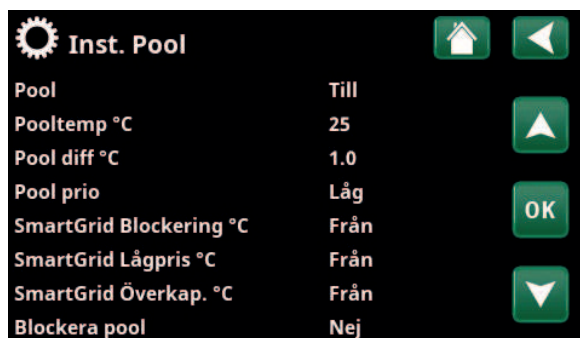 Inst. Pool
Pool Till
Pooltemp °C 25
Pool diff °C 1.0
Pool prio Låg
OK
SmartGrid Blockering °C Från
SmartGrid Lågpris °C Från
SmartGrid Överkap. °C Från
Blockera pool Nej